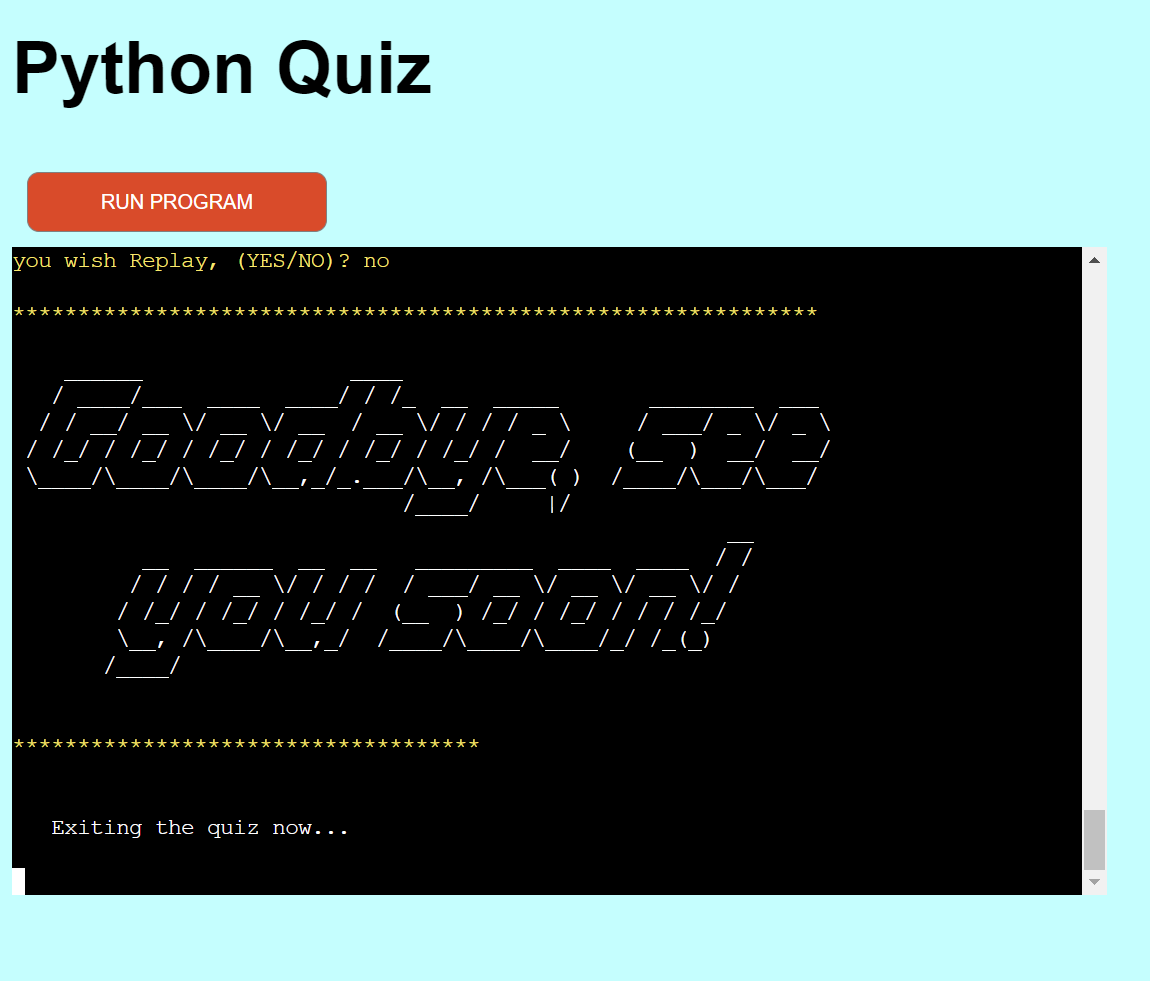 Python Quiz
RUN PROGRAM
you wish Replay, (YES/NO)? no
**************************************************************
Goodbye, see
you soon!
************************************
Exiting the quiz now...